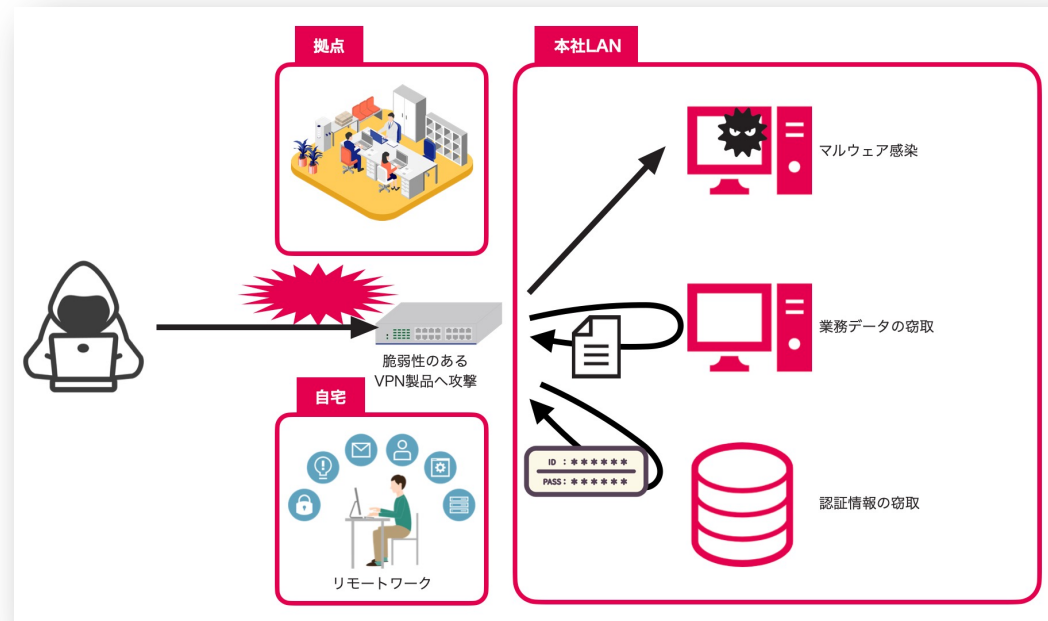 拠点
本社LAN
マルウェア感染
業務データの窃取
脆弱性のある
VPN製品へ攻撃
自宅
ID : ******
PASS: ******
認証情報の窃取
リモートワーク